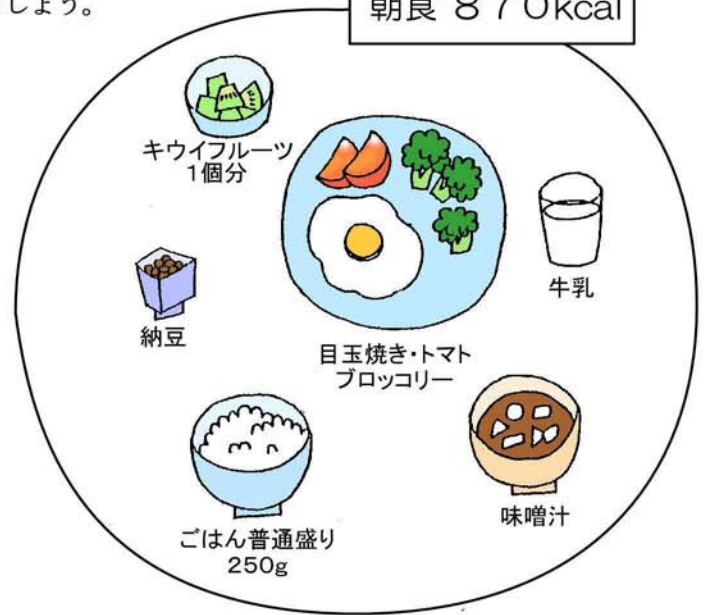 しょう。
朝食 870kcal
キウイフルーツ
1個分
納豆
目玉焼き・トマト
ブロッコリー
牛乳
ごはん普通盛り
250g
味噌汁